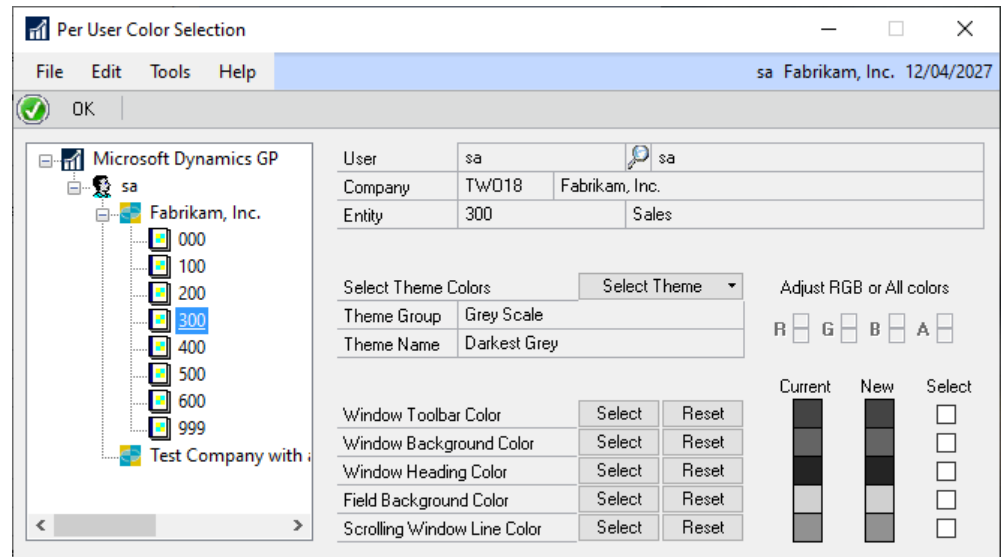 Per User Color Selection
File Edit Tools Help sa Fabrikam, Inc. 12/04/2027
OK
Microsoft Dynamics GP
sa
Fabrikam, Inc.
000
100
200
300
400
500
600
999
Test Company with
User sa sa
Company TWO18 Fabrikam, Inc.
Entity 300 Sales
Select Theme Colors Select Theme
Theme Group Grey Scale
Theme Name Darkest Grey
Adjust RGB or All colors
R G B A
Current New Select
Window Toolbar Color Select Reset
Window Background Color Select Reset
Window Heading Color Select Reset
Field Background Color Select Reset
Scrolling Window Line Color Select Reset